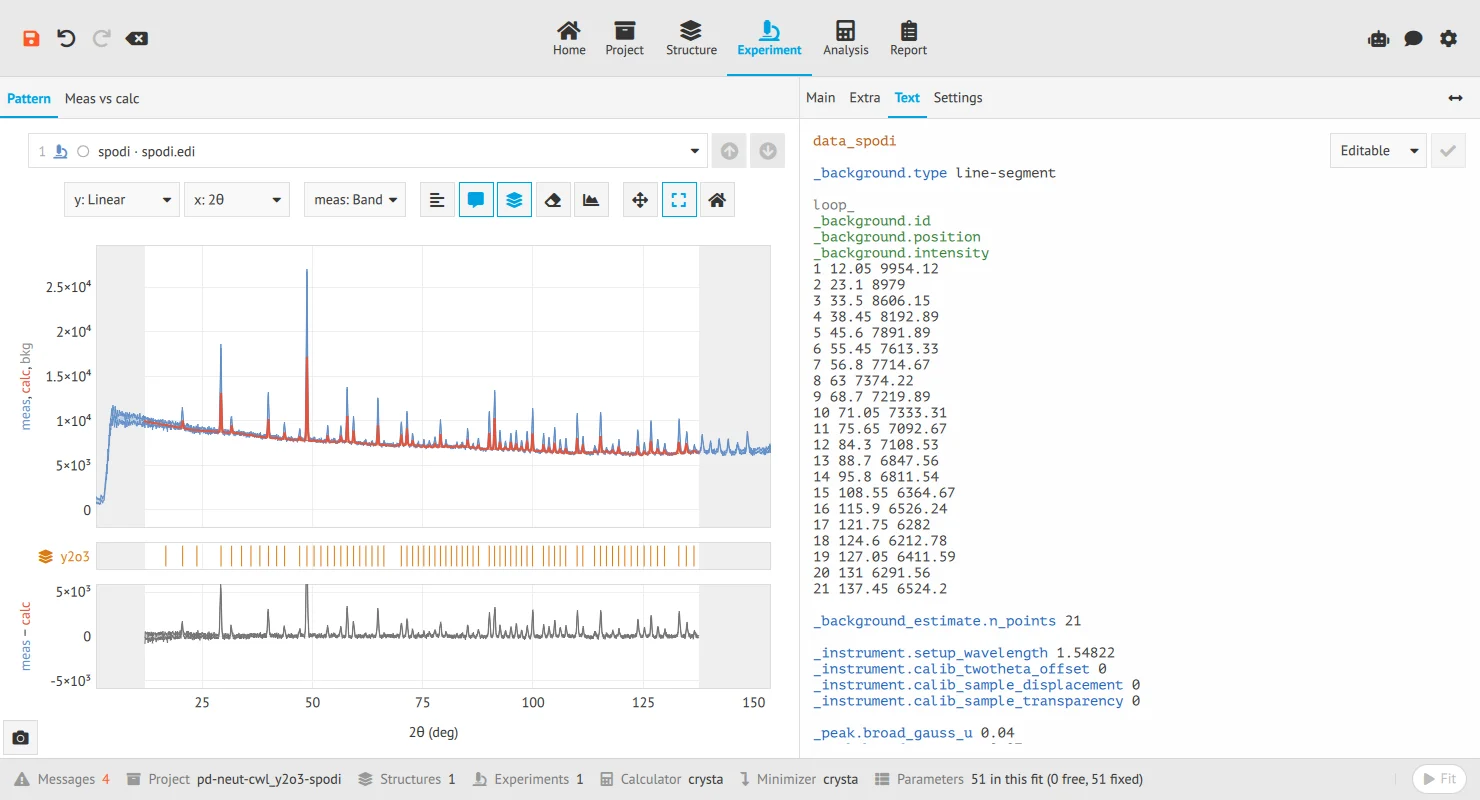 Home Project Structure Experiment Analysis Report
Pattern Meas vs calc
Main Extra Text Settings
1 spodi · spodi.edi
y: Linear x: 2θ meas: Band
meas, calc, bkg
2.5×10⁴
2×10⁴
1.5×10⁴
1×10⁴
5×10³
0
y2o3
meas − calc
5×10³
0
-5×10³
25 50 75 100 125 150
2θ (deg)
Editable
data_spodi
_background.type line-segment
loop_
_background.id
_background.position
_background.intensity
1 12.05 9954.12
2 23.1 8979
3 33.5 8606.15
4 38.45 8192.89
5 45.6 7891.89
6 55.45 7613.33
7 56.8 7714.67
8 63 7374.22
9 68.7 7219.89
10 71.05 7333.31
11 75.65 7092.67
12 84.3 7108.53
13 88.7 6847.56
14 95.8 6811.54
15 108.55 6364.67
16 115.9 6526.24
17 121.75 6282
18 124.6 6212.78
19 127.05 6411.59
20 131 6291.56
21 137.45 6524.2
_background_estimate.n_points 21
_instrument.setup_wavelength 1.54822
_instrument.calib_twotheta_offset 0
_instrument.calib_sample_displacement 0
_instrument.calib_sample_transparency 0
_peak.broad_gauss_u 0.04
Messages 4 Project pd-neut-cwl_y2o3-spodi Structures 1 Experiments 1 Calculator crysta Minimizer crysta Parameters 51 in this fit (0 free, 51 fixed) Fit